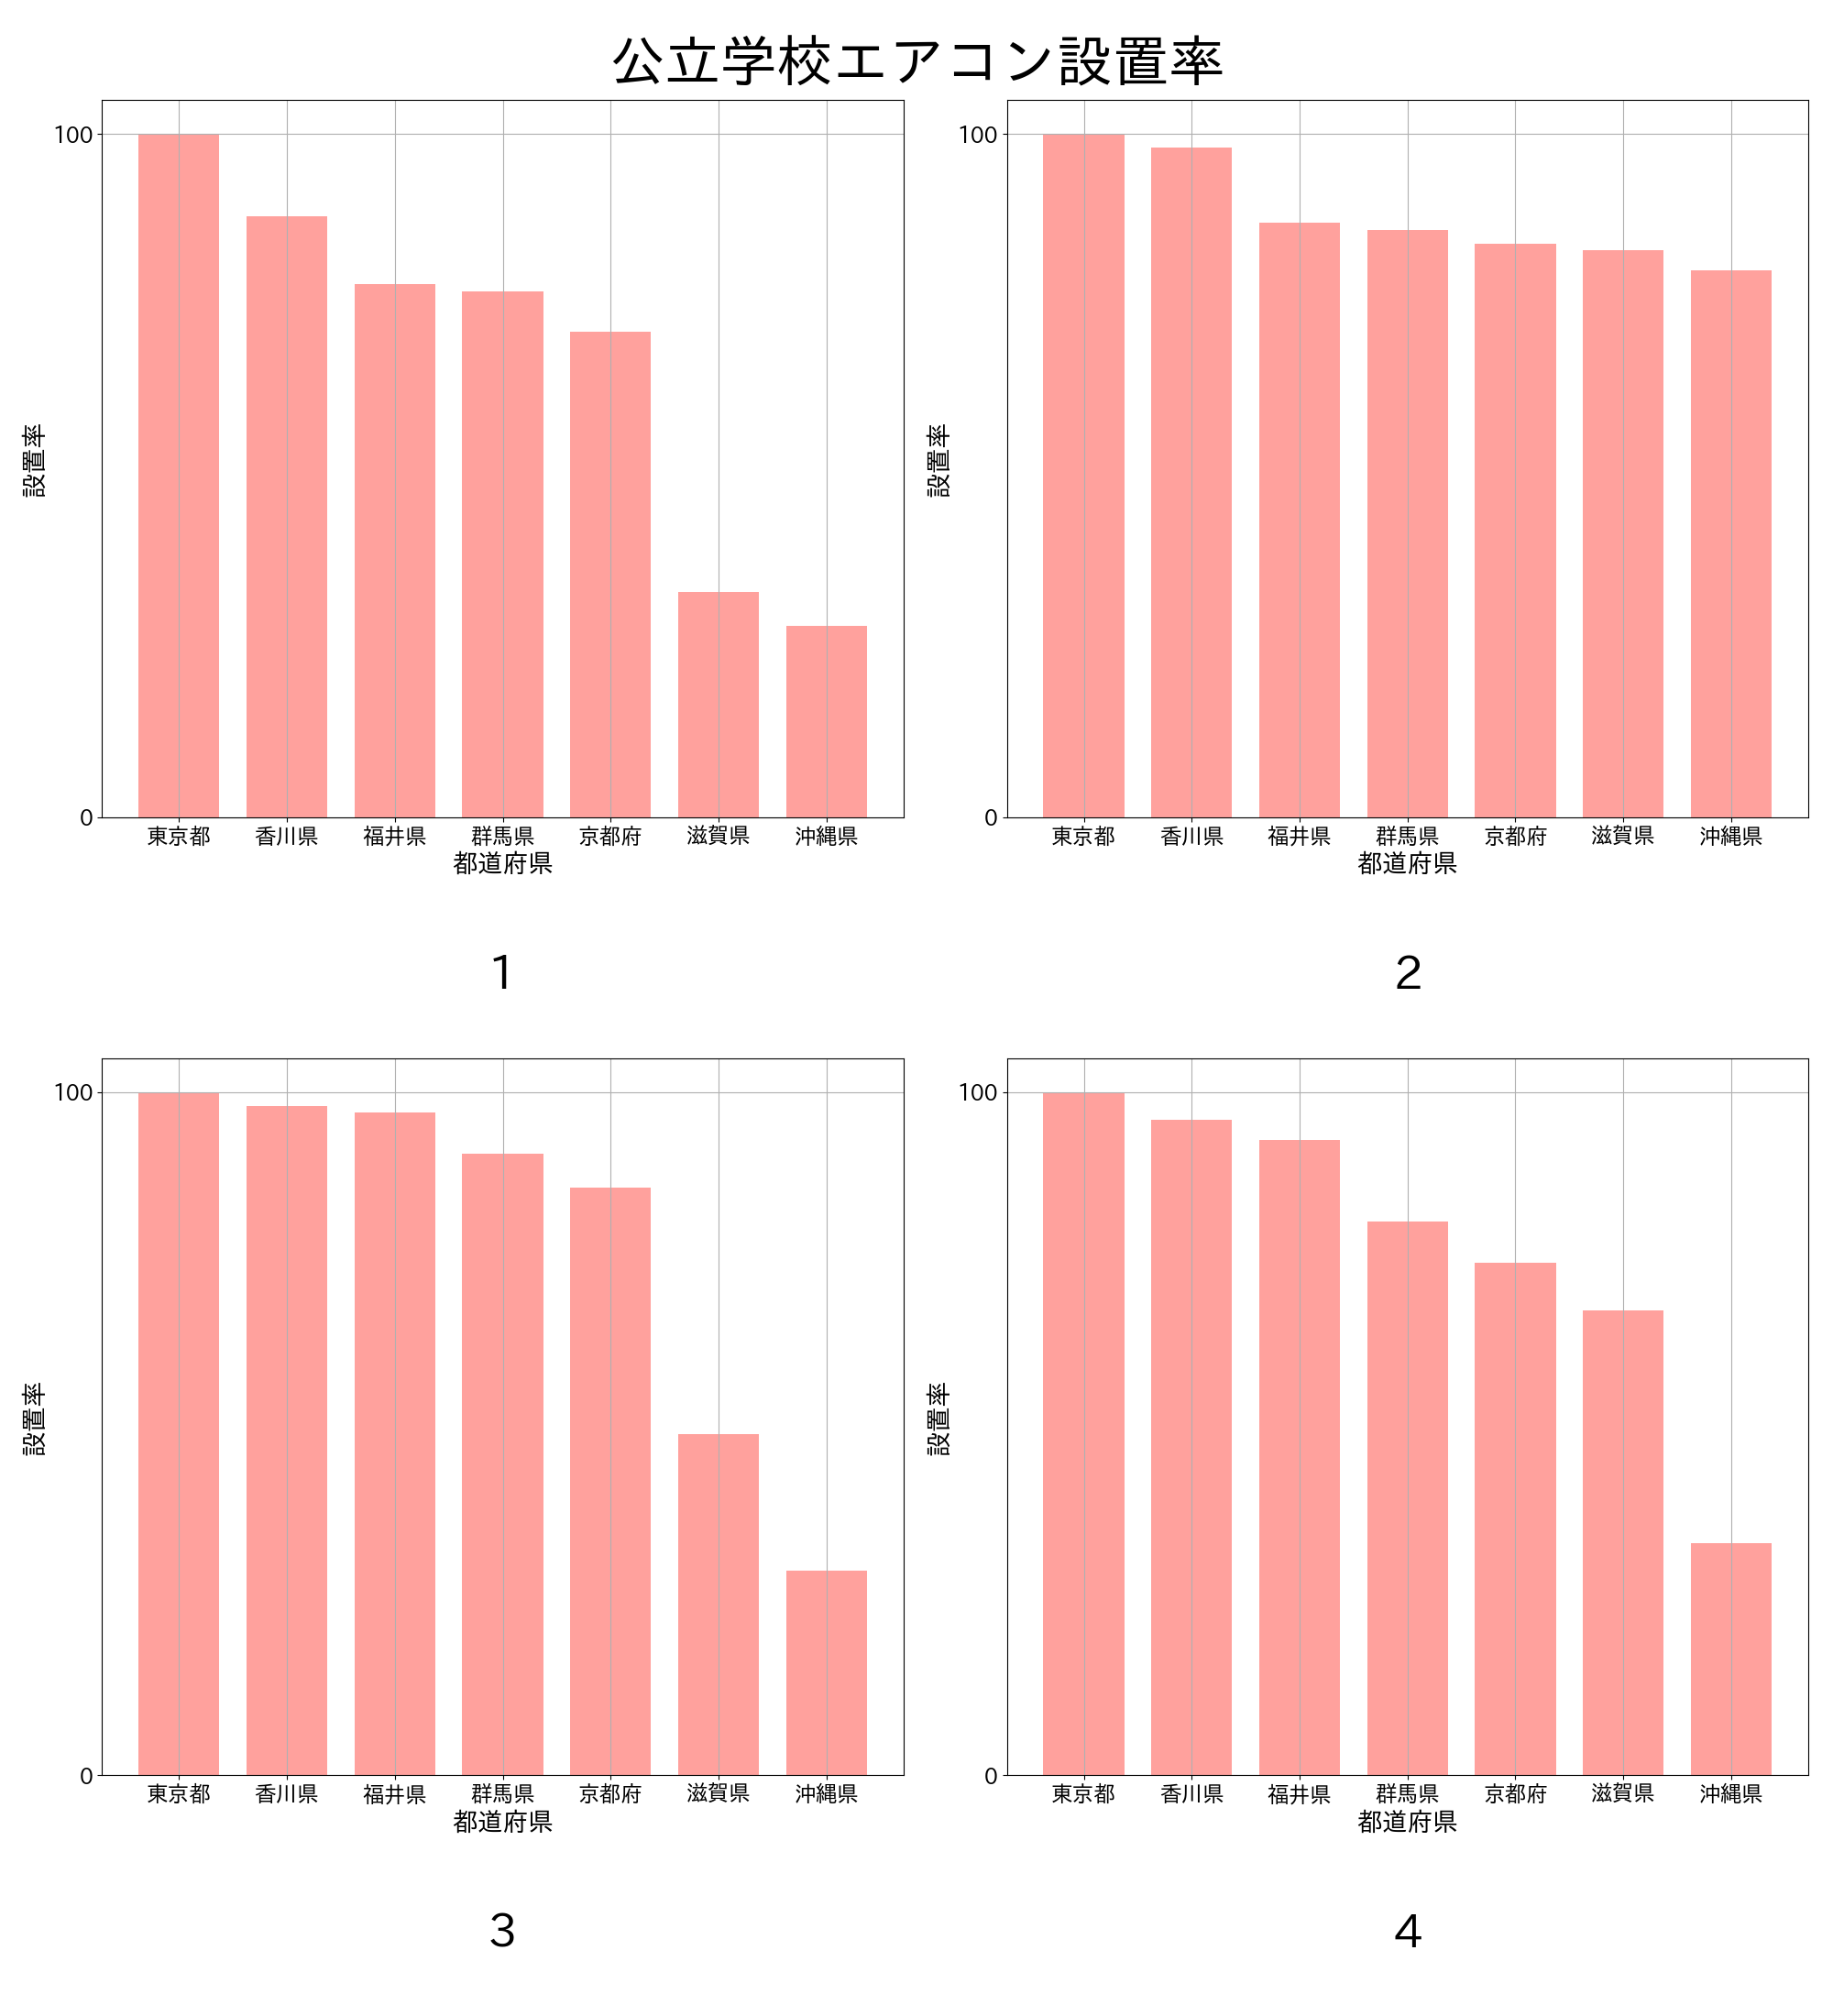 公立学校エアコン設置率
100
0
設置率
東京都 香川県 福井県 群馬県 京都府 滋賀県 沖縄県
都道府県
1
100
0
設置率
東京都 香川県 福井県 群馬県 京都府 滋賀県 沖縄県
都道府県
2
100
0
設置率
東京都 香川県 福井県 群馬県 京都府 滋賀県 沖縄県
都道府県
3
100
0
設置率
東京都 香川県 福井県 群馬県 京都府 滋賀県 沖縄県
都道府県
4